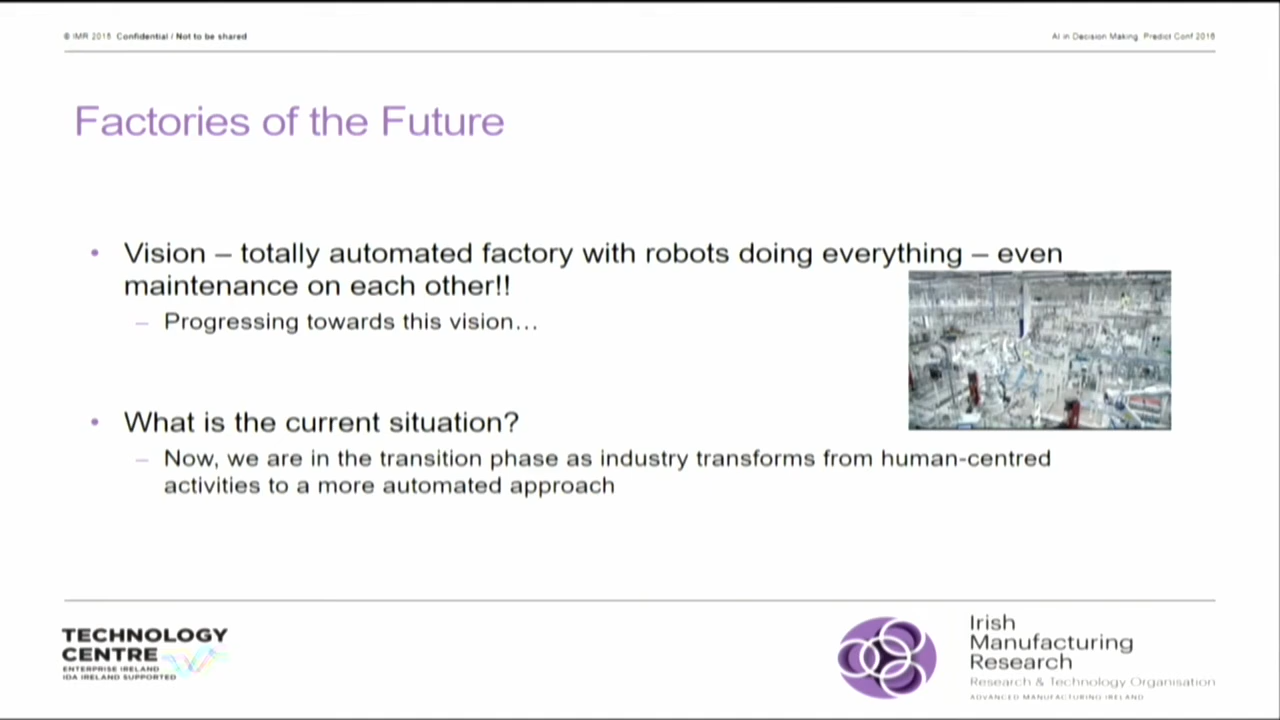 © IMR 2016 Confidential / Not to be shared
AI in Decision Making Predict Conf 2016
Factories of the Future
• Vision – totally automated factory with robots doing everything – even
maintenance on each other!!
– Progressing towards this vision…
• What is the current situation?
– Now, we are in the transition phase as industry transforms from human-centred
activities to a more automated approach
TECHNOLOGY
CENTRE
ENTERPRISE IRELAND
IDA IRELAND SUPPORTED
Irish
Manufacturing
Research
Research & Technology Organisation
ADVANCED MANUFACTURING IRELAND